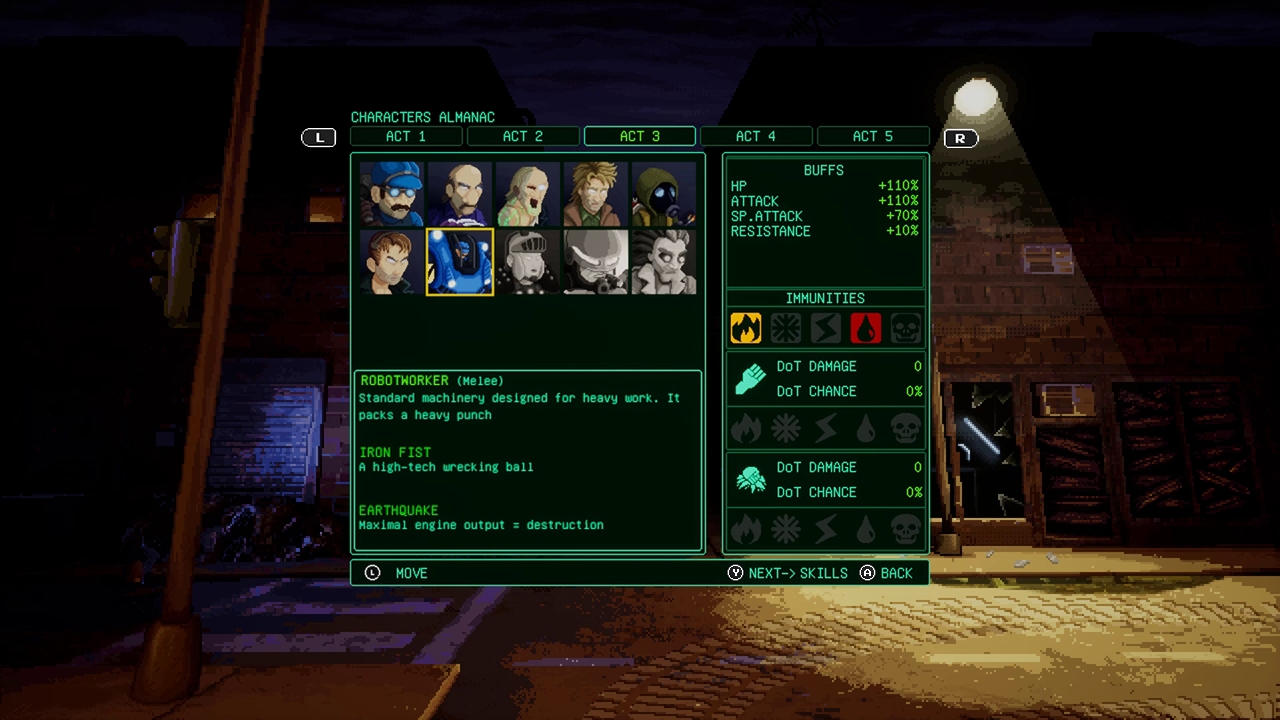 CHARACTERS ALMANAC
L
ACT 1
ACT 2
ACT 3
ACT 4
ACT 5
R
ROBOTWORKER (Melee)
Standard machinery designed for heavy work. It
packs a heavy punch
IRON FIST
A high-tech wrecking ball
EARTHQUAKE
Maximal engine output = destruction
BUFFS
HP +110%
ATTACK +110%
SP.ATTACK +70%
RESISTANCE +10%
IMMUNITIES
DoT DAMAGE 0
DoT CHANCE 0%
DoT DAMAGE 0
DoT CHANCE 0%
L MOVE
Y NEXT-> SKILLS A BACK